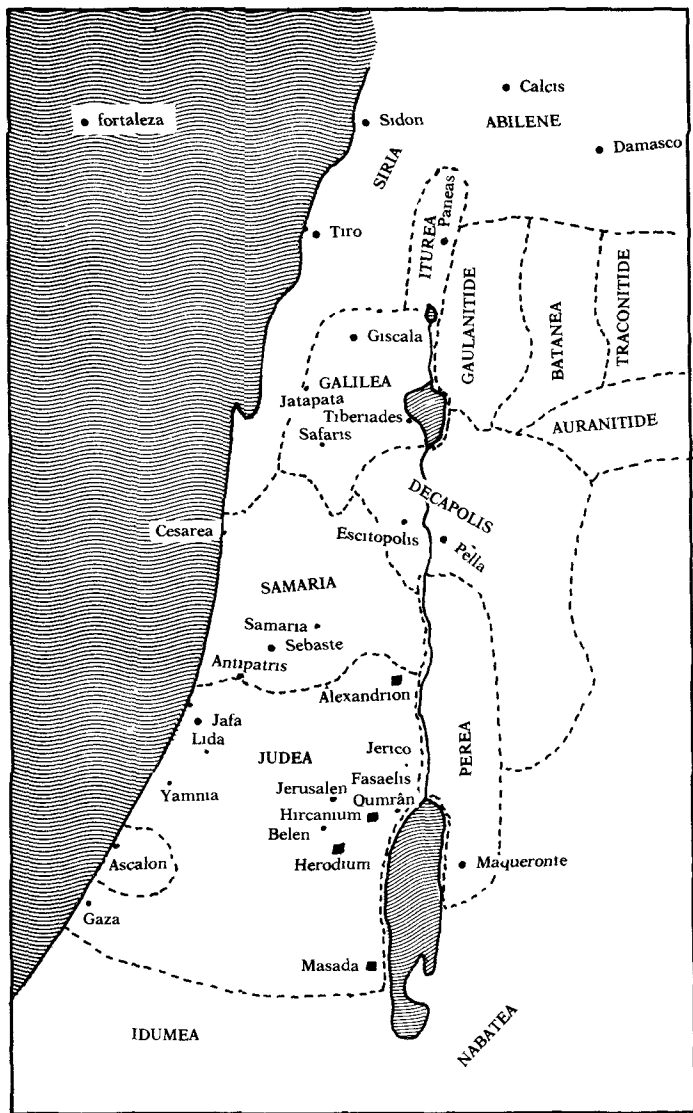 Calcis
fortaleza
Sidon
ABILENE
Damasco
SIRIA
Paneas
Tiro
ITUREA
GAULANITIDE
BATANEA
TRACONITIDE
Giscala
GALILEA
Jatapata
Tiberiades
AURANITIDE
Safaris
DECAPOLIS
Cesarea
Escitopolis
Pella
SAMARIA
Samaria
Sebaste
Antipatris
Alexandrion
Jafa
Lida
JUDEA
Jerico
PEREA
Fasaelis
Yamnia
Jerusalen
Qumrân
Hircanium
Belen
Ascalon
Herodium
Maqueronte
Gaza
Masada
IDUMEA
NABATEA